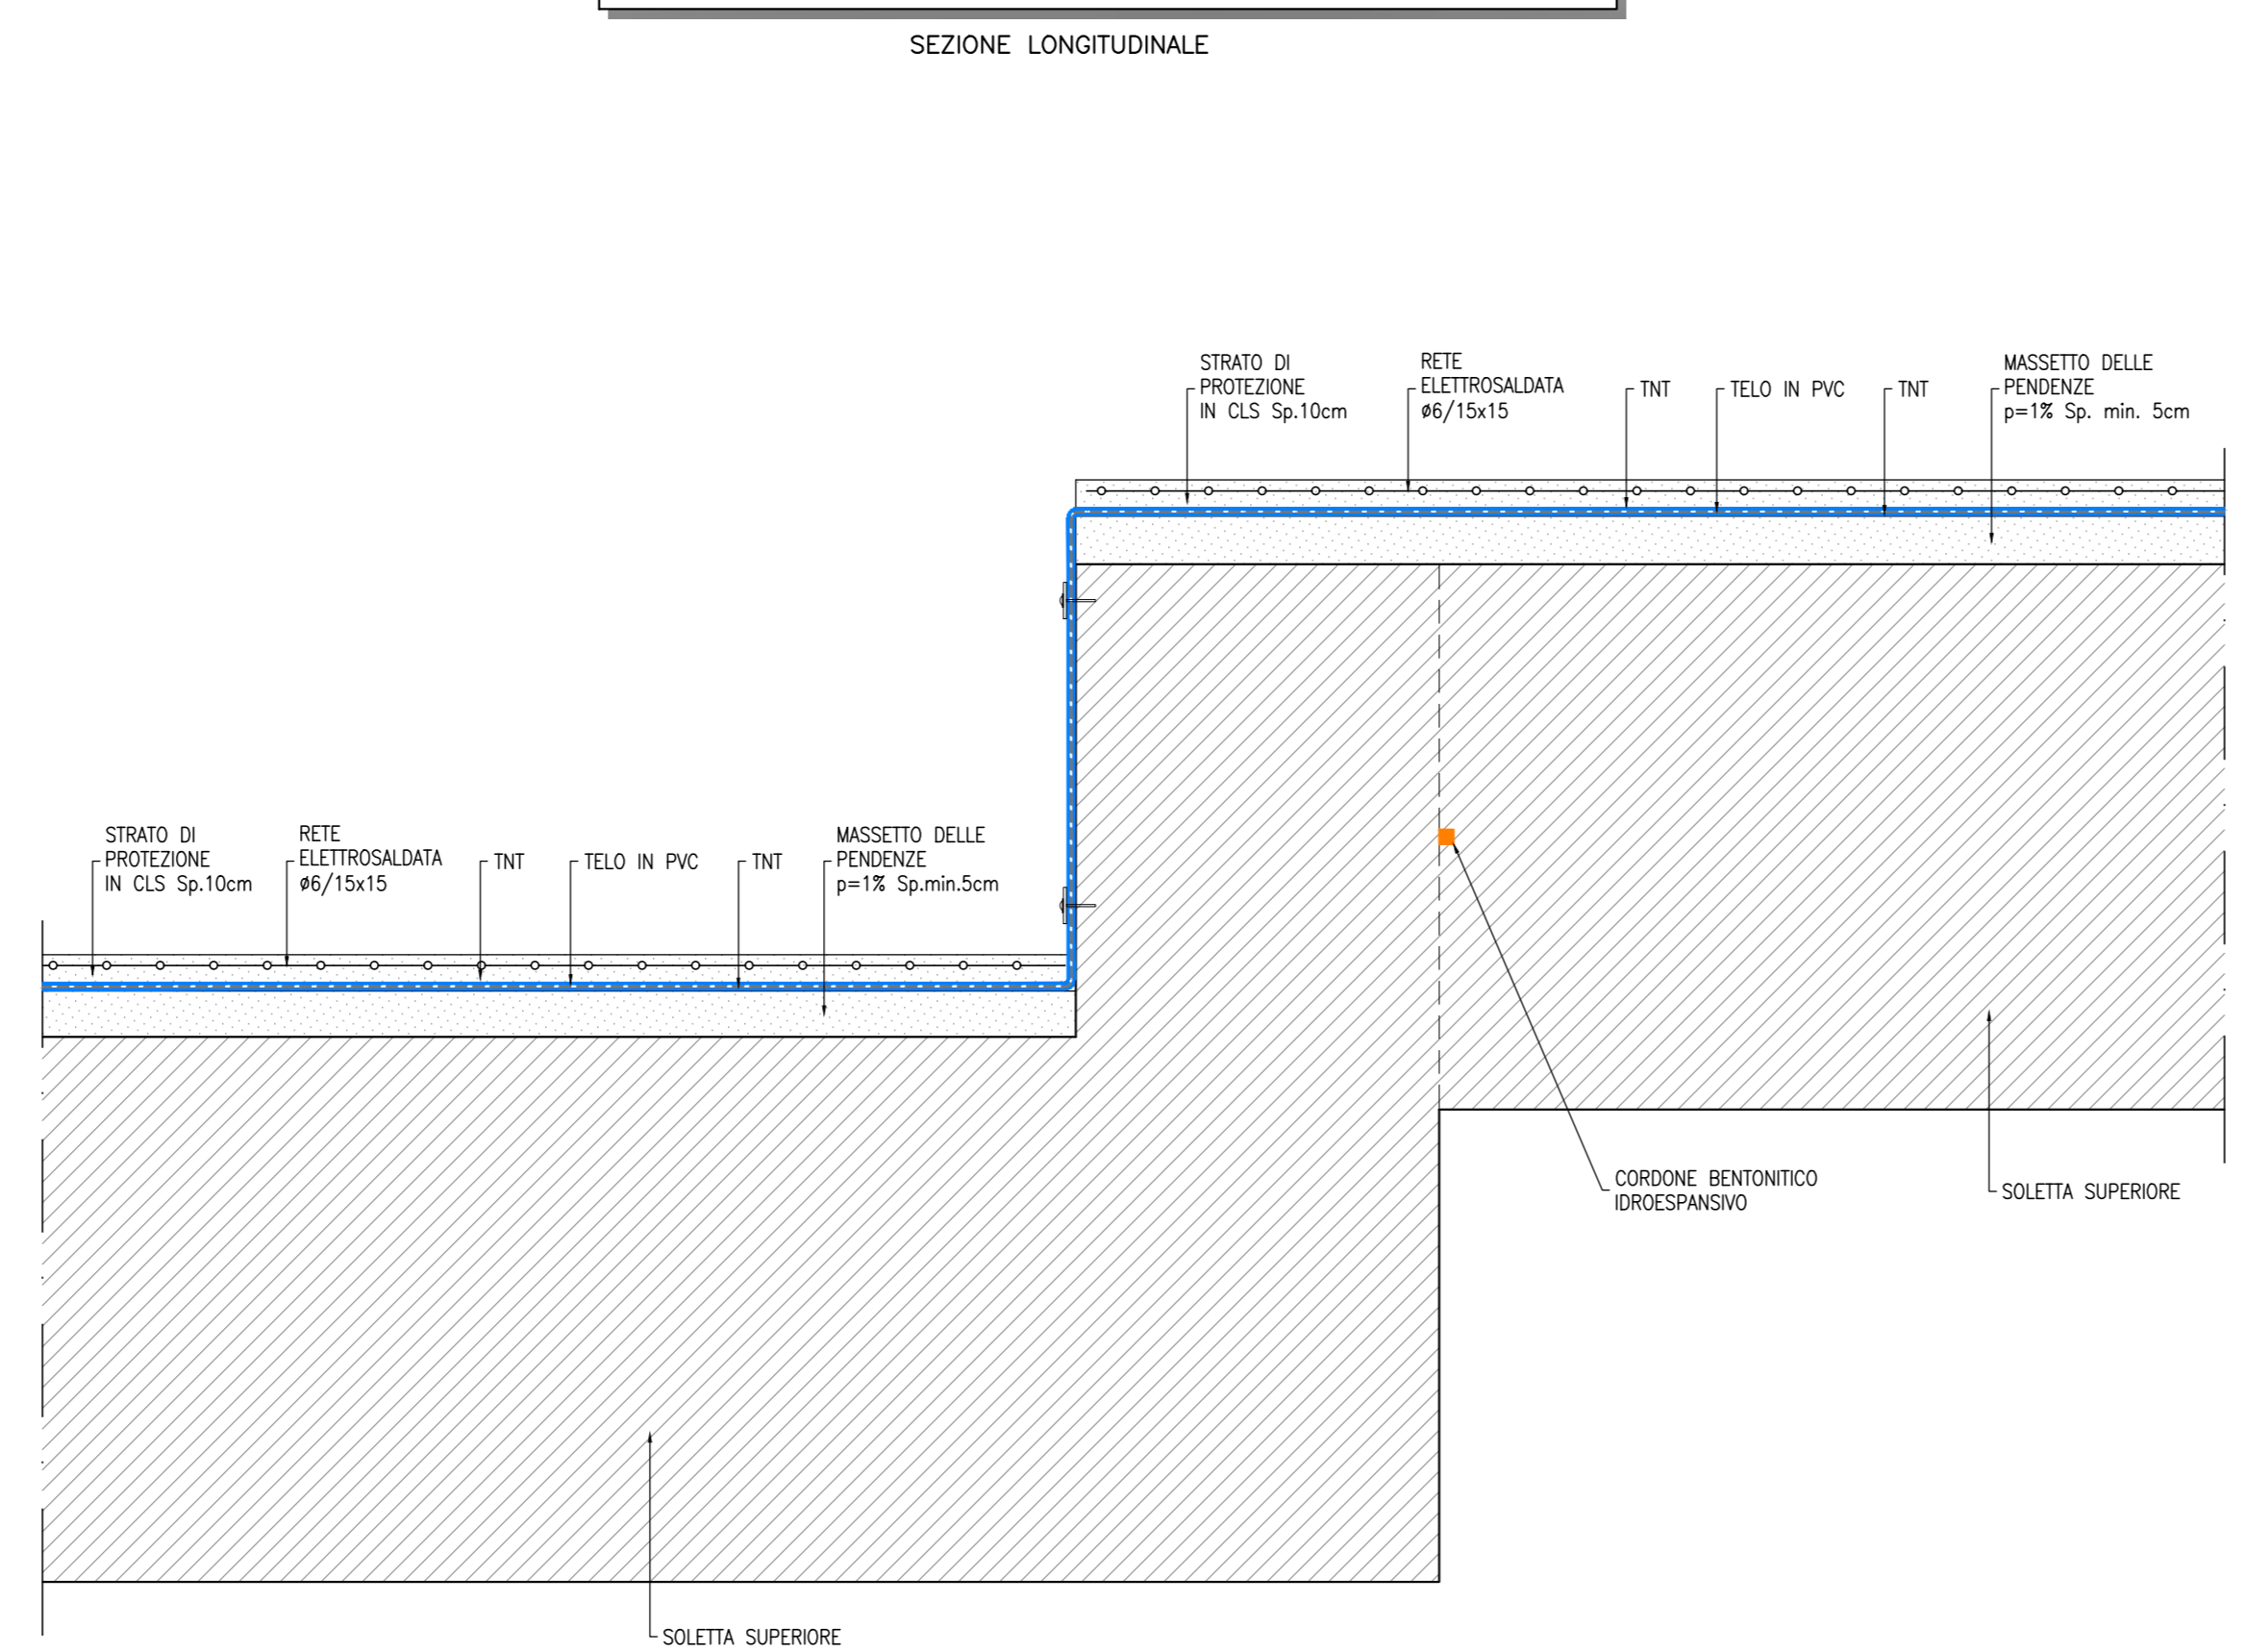 SEZIONE LONGITUDINALE
STRATO DI
PROTEZIONE
IN CLS Sp.10cm
RETE
ELETTROSALDATA
ø6/15x15
TNT
TELO IN PVC
TNT
MASSETTO DELLE
PENDENZE
p=1% Sp. min. 5cm
STRATO DI
PROTEZIONE
IN CLS Sp.10cm
RETE
ELETTROSALDATA
ø6/15x15
TNT
TELO IN PVC
TNT
MASSETTO DELLE
PENDENZE
p=1% Sp.min.5cm
CORDONE BENTONITICO
IDROESPANSIVO
SOLETTA SUPERIORE
SOLETTA SUPERIORE